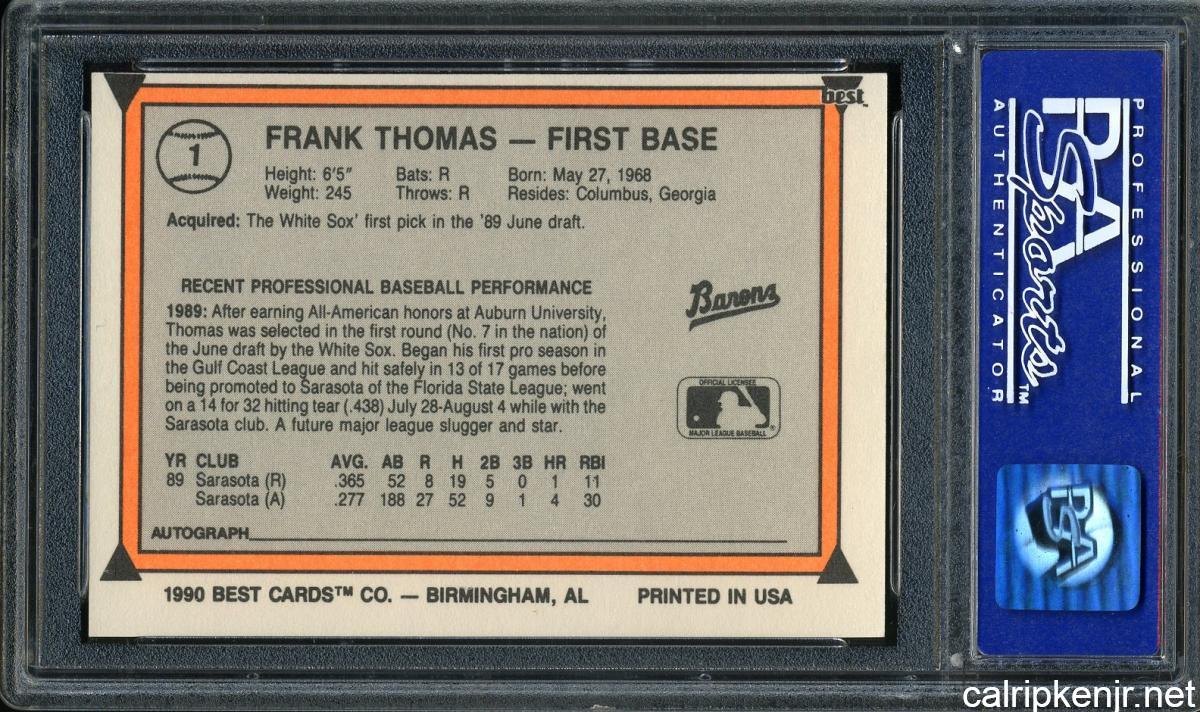 best™
1
FRANK THOMAS — FIRST BASE
Height: 6'5" Bats: R Born: May 27, 1968
Weight: 245 Throws: R Resides: Columbus, Georgia
Acquired: The White Sox' first pick in the '89 June draft.
RECENT PROFESSIONAL BASEBALL PERFORMANCE
1989: After earning All-American honors at Auburn University,
Thomas was selected in the first round (No. 7 in the nation) of
the June draft by the White Sox. Began his first pro season in
the Gulf Coast League and hit safely in 13 of 17 games before
being promoted to Sarasota of the Florida State League; went
on a 14 for 32 hitting tear (.438) July 28-August 4 while with the
Sarasota club. A future major league slugger and star.
Barons
OFFICIAL LICENSEE
MAJOR LEAGUE BASEBALL
®
YR CLUB AVG. AB R H 2B 3B HR RBI
89 Sarasota (R) .365 52 8 19 5 0 1 11
Sarasota (A) .277 188 27 52 9 1 4 30
AUTOGRAPH
1990 BEST CARDS™ CO. — BIRMINGHAM, AL PRINTED IN USA
PROFESSIONAL
PSA
Sports™
AUTHENTICATOR
PSA
calripkenjr.net